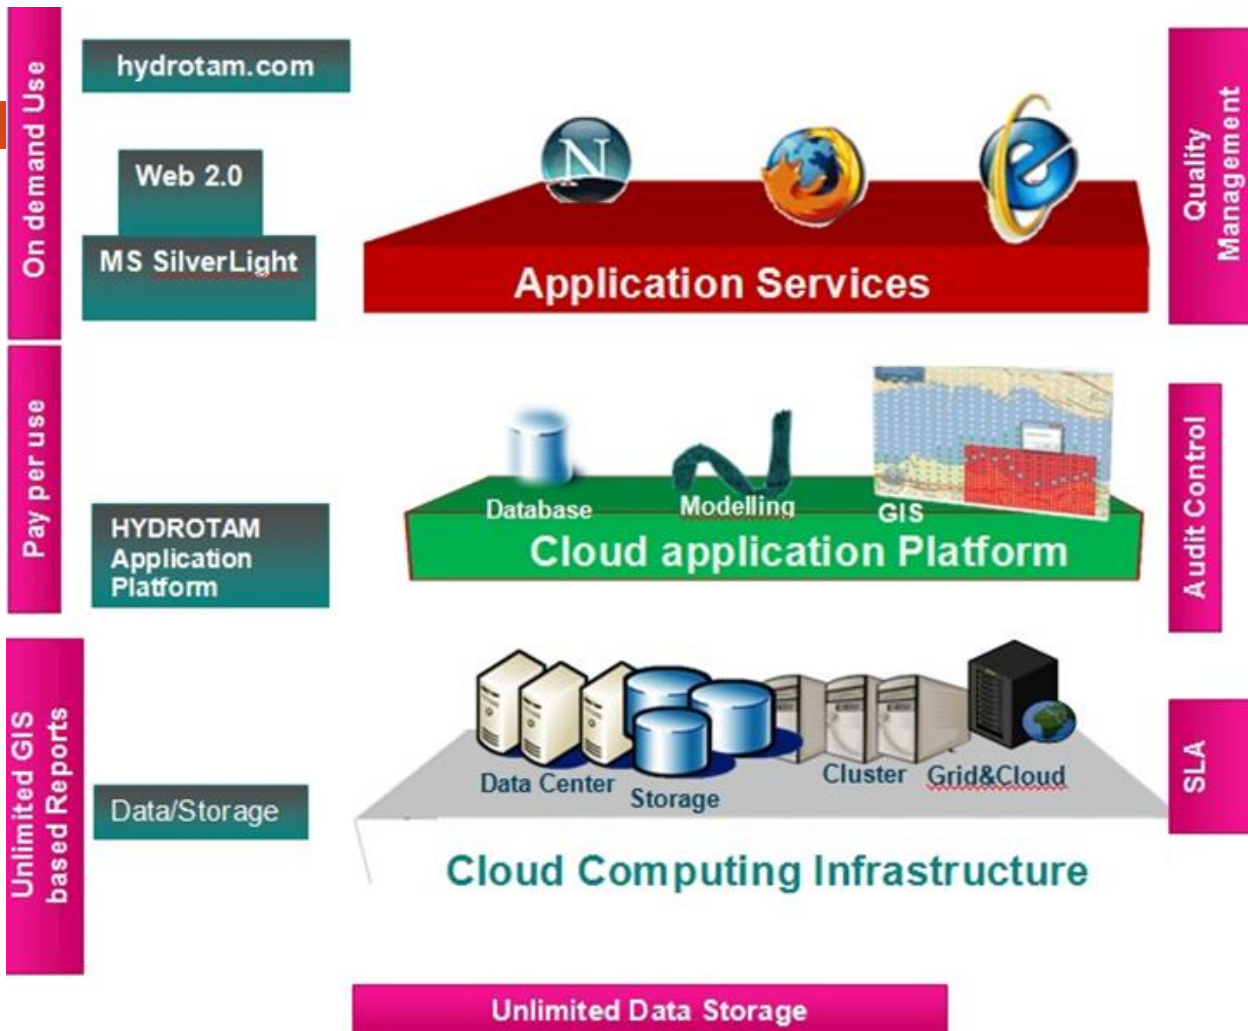 On demand Use
hydrotam.com
Web 2.0
MS SilverLight
N
Application Services
Quality
Management
Pay per use
HYDROTAM
Application
Platform
Database
Modelling
GIS
Cloud application Platform
Audit Control
Unlimited GIS
based Reports
Data/Storage
Data Center
Storage
Cluster
Grid&Cloud
Cloud Computing Infrastructure
SLA
Unlimited Data Storage